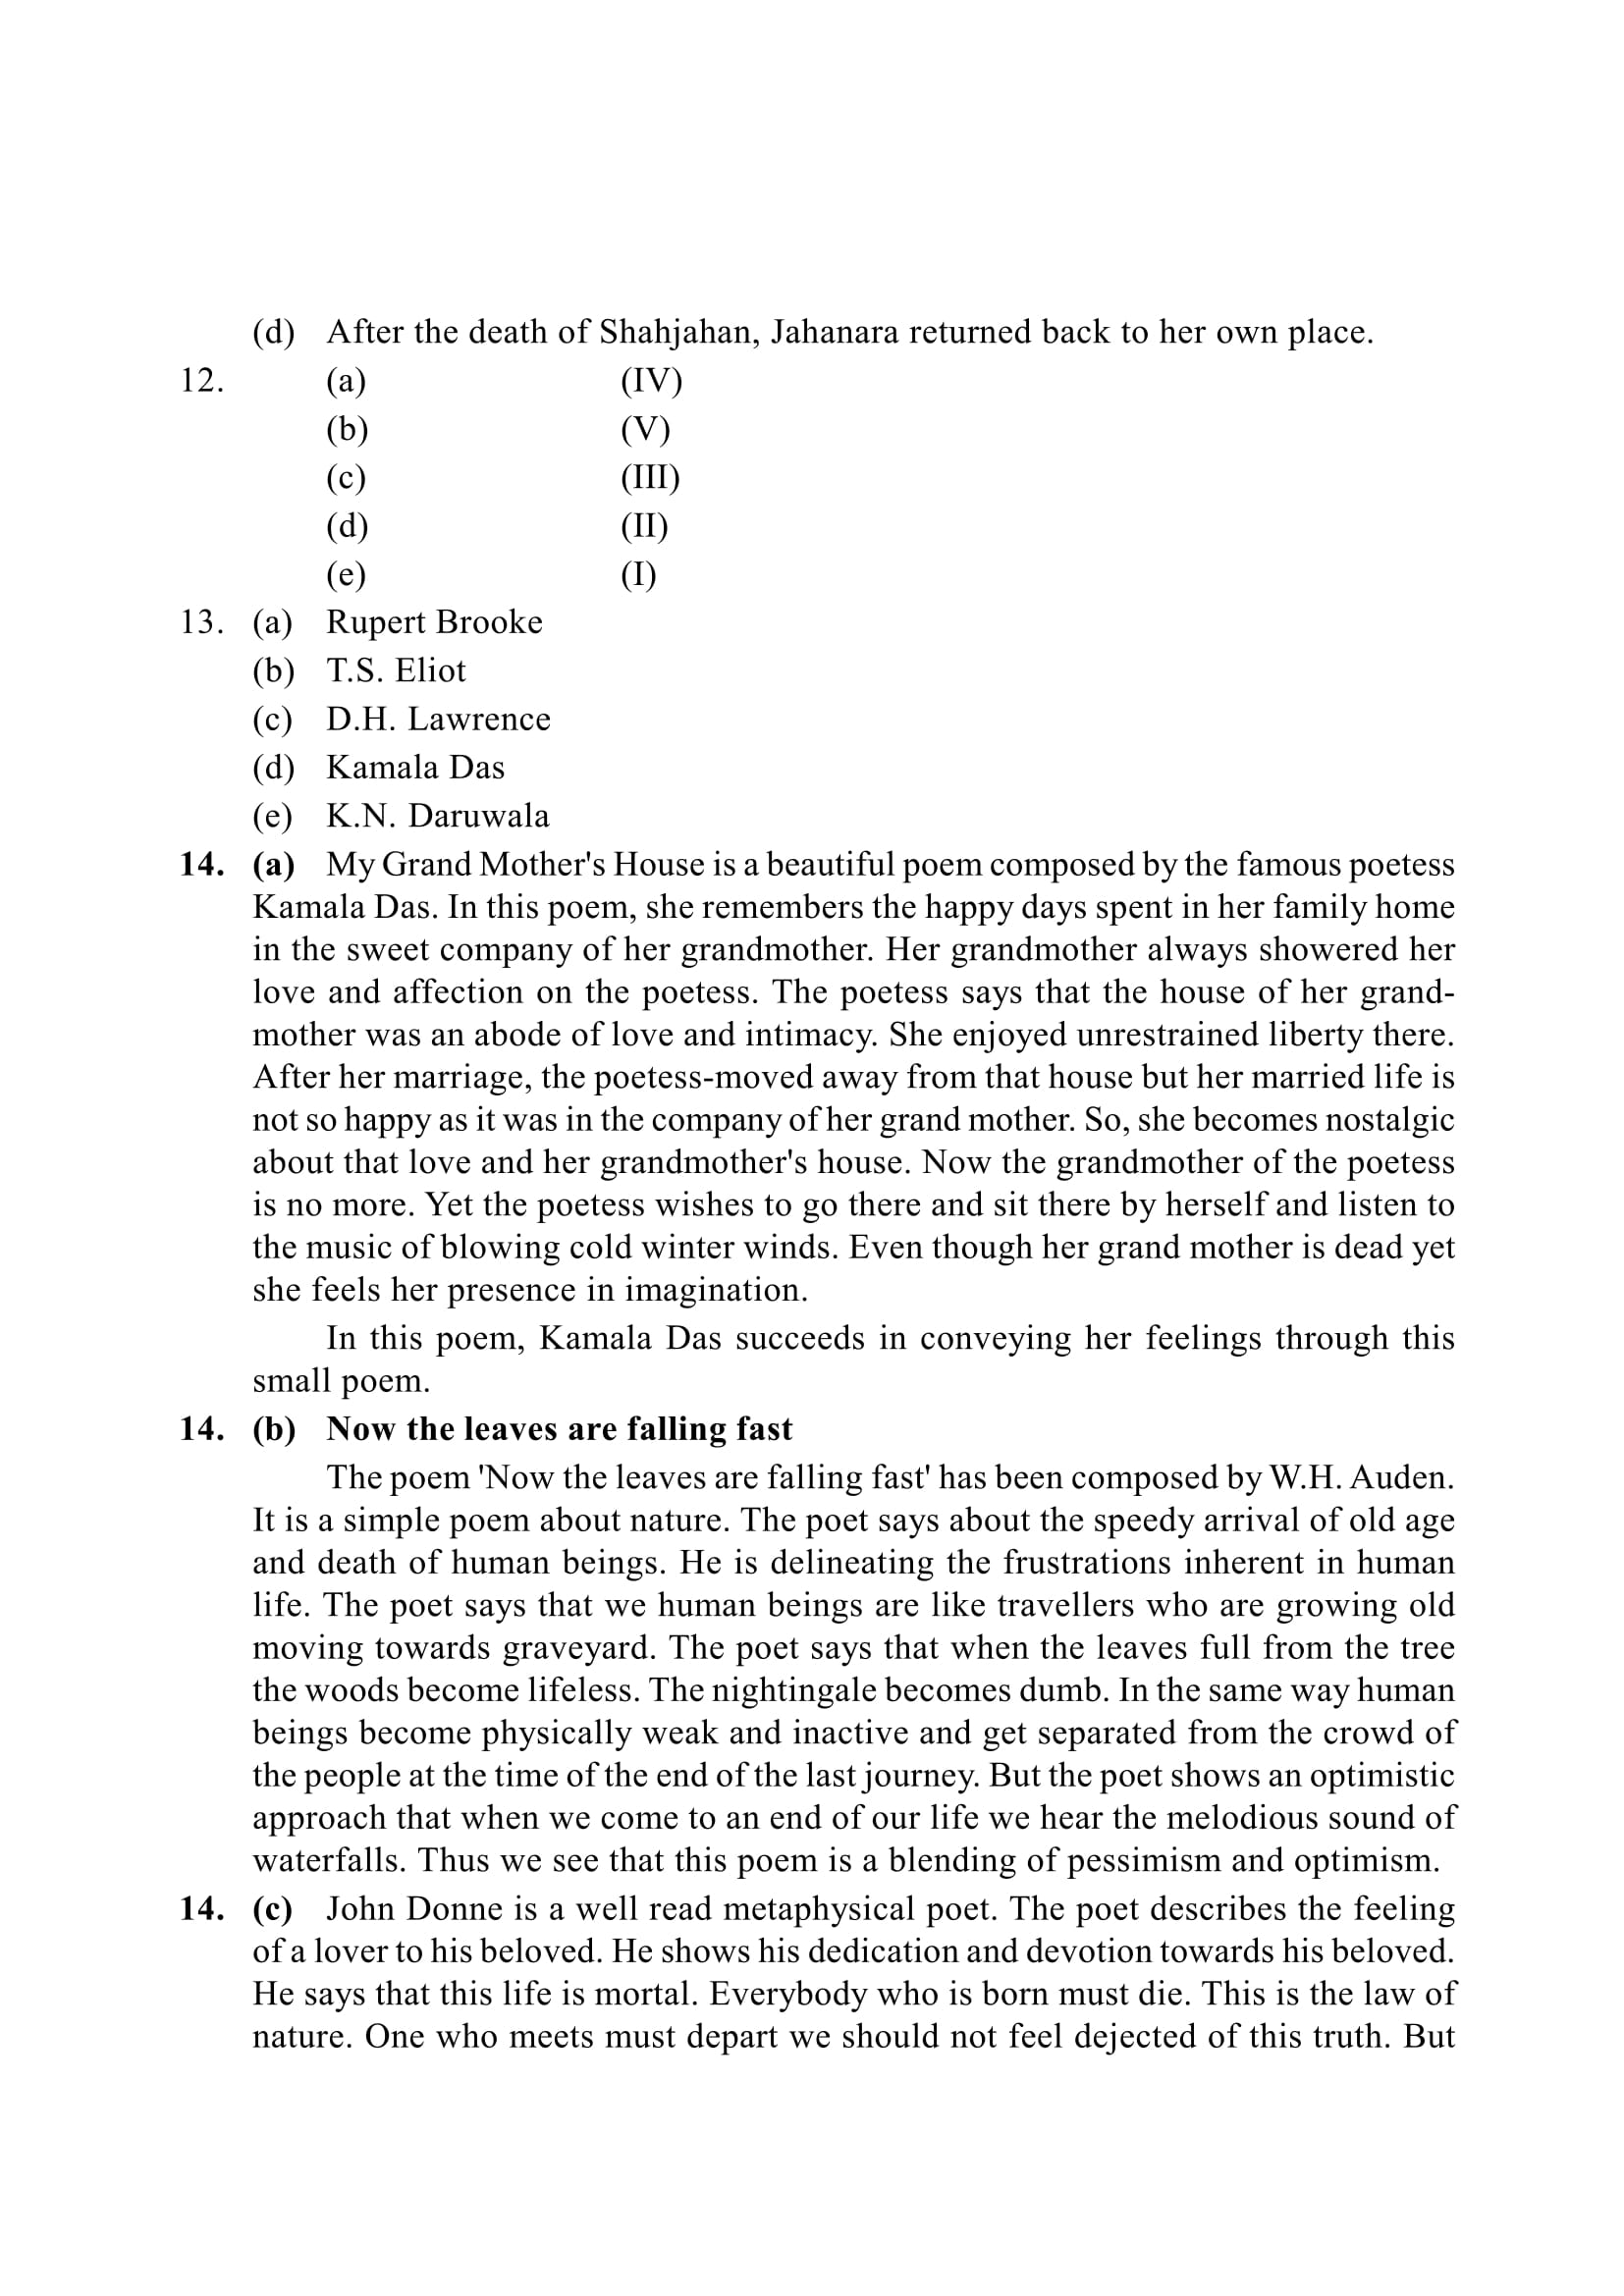 (d) After the death of Shahjahan, Jahanara returned back to her own place.
12. (a) (IV)
(b) (V)
(c) (III)
(d) (II)
(e) (I)
13. (a) Rupert Brooke
(b) T.S. Eliot
(c) D.H. Lawrence
(d) Kamala Das
(e) K.N. Daruwala
14. (a) My Grand Mother's House is a beautiful poem composed by the famous poetess
Kamala Das. In this poem, she remembers the happy days spent in her family home
in the sweet company of her grandmother. Her grandmother always showered her
love and affection on the poetess. The poetess says that the house of her grand-
mother was an abode of love and intimacy. She enjoyed unrestrained liberty there.
After her marriage, the poetess-moved away from that house but her married life is
not so happy as it was in the company of her grand mother. So, she becomes nostalgic
about that love and her grandmother's house. Now the grandmother of the poetess
is no more. Yet the poetess wishes to go there and sit there by herself and listen to
the music of blowing cold winter winds. Even though her grand mother is dead yet
she feels her presence in imagination.
In this poem, Kamala Das succeeds in conveying her feelings through this
small poem.
14. (b) Now the leaves are falling fast
The poem 'Now the leaves are falling fast' has been composed by W.H. Auden.
It is a simple poem about nature. The poet says about the speedy arrival of old age
and death of human beings. He is delineating the frustrations inherent in human
life. The poet says that we human beings are like travellers who are growing old
moving towards graveyard. The poet says that when the leaves full from the tree
the woods become lifeless. The nightingale becomes dumb. In the same way human
beings become physically weak and inactive and get separated from the crowd of
the people at the time of the end of the last journey. But the poet shows an optimistic
approach that when we come to an end of our life we hear the melodious sound of
waterfalls. Thus we see that this poem is a blending of pessimism and optimism.
14. (c) John Donne is a well read metaphysical poet. The poet describes the feeling
of a lover to his beloved. He shows his dedication and devotion towards his beloved.
He says that this life is mortal. Everybody who is born must die. This is the law of
nature. One who meets must depart we should not feel dejected of this truth. But